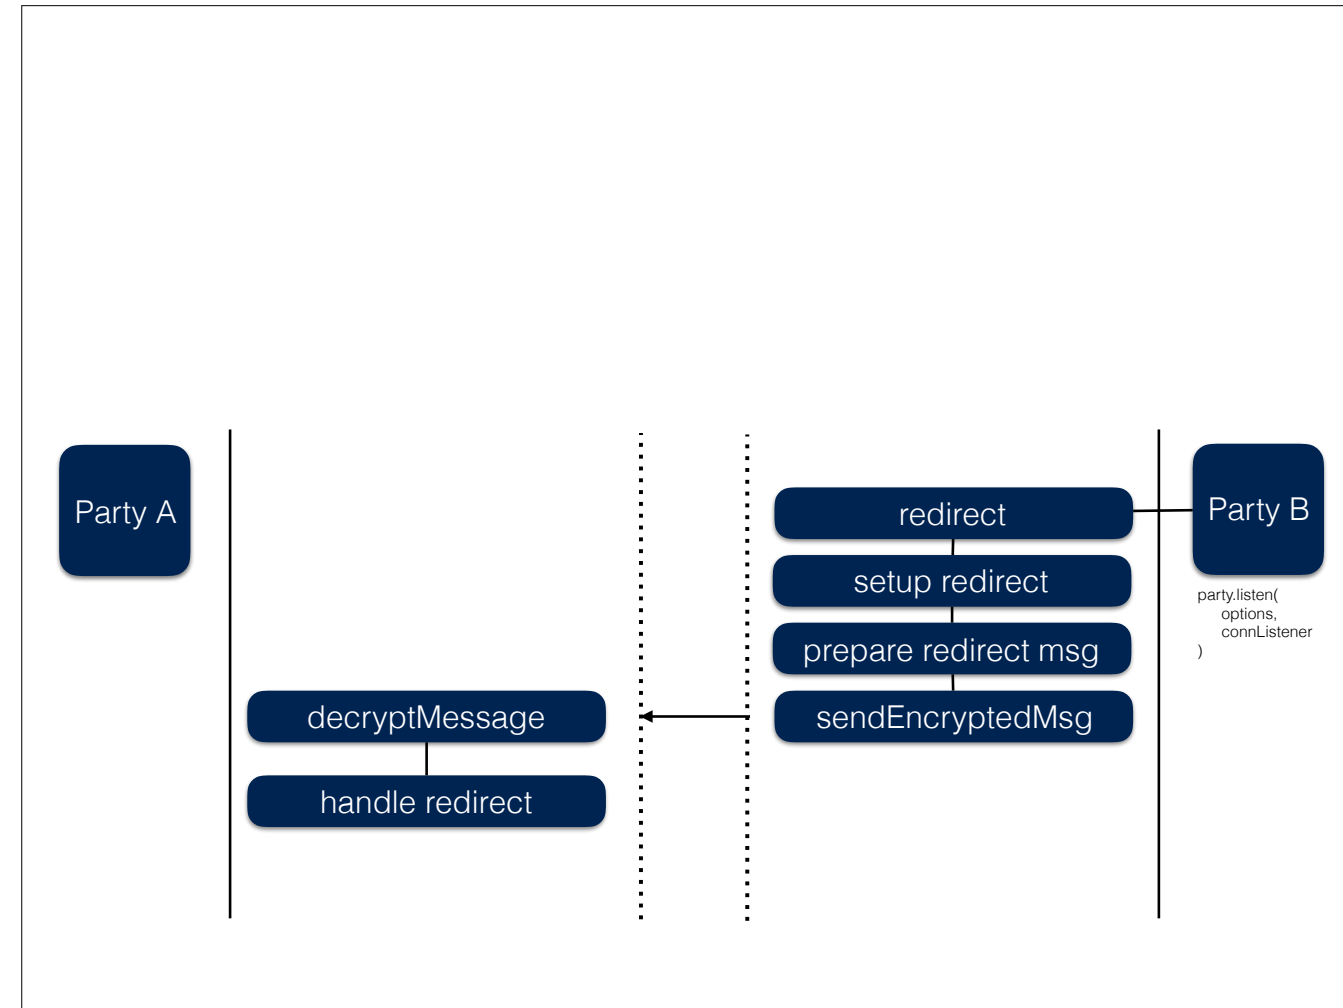 Party A
decryptMessage
handle redirect
redirect
setup redirect
prepare redirect msg
sendEncryptedMsg
Party B
party.listen(
options,
connListener
)